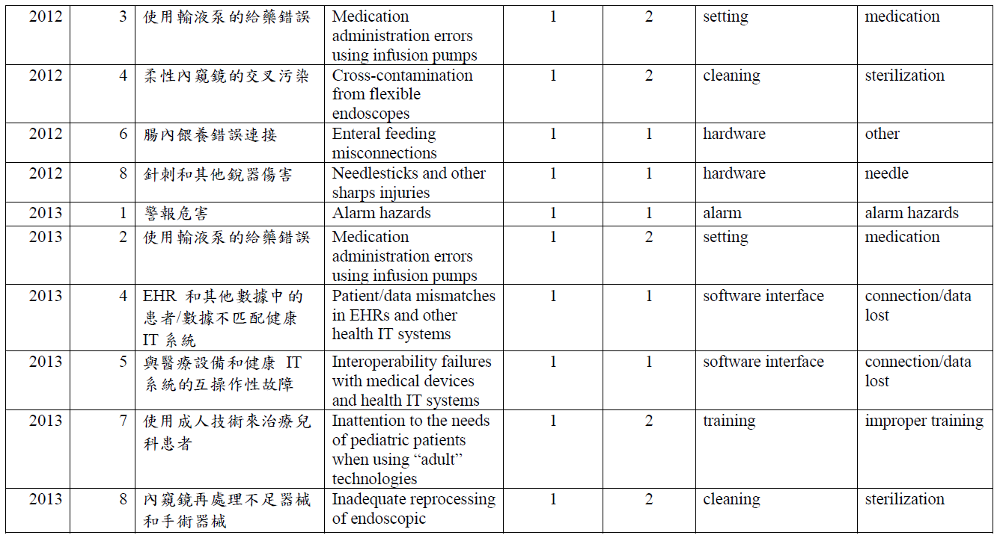 2012 3 使用輸液泵的給藥錯誤 Medication 1 2 setting medication
administration errors
using infusion pumps
2012 4 柔性內窺鏡的交叉污染 Cross-contamination 1 2 cleaning sterilization
from flexible
endoscopes
2012 6 腸內餵養錯誤連接 Enteral feeding 1 1 hardware other
misconnections
2012 8 針刺和其他銳器傷害 Needlesticks and other 1 1 hardware needle
sharps injuries
2013 1 警報危害 Alarm hazards 1 1 alarm alarm hazards
2013 2 使用輸液泵的給藥錯誤 Medication 1 2 setting medication
administration errors
using infusion pumps
2013 4 EHR 和其他數據中的 Patient/data mismatches 1 1 software interface connection/data
患者/數據不匹配健康 in EHRs and other lost
IT 系統 health IT systems
2013 5 與醫療設備和健康 IT Interoperability failures 1 1 software interface connection/data
系統的互操作性故障 with medical devices lost
and health IT systems
2013 7 使用成人技術來治療兒 Inattention to the needs 1 2 training improper training
科患者 of pediatric patients
when using “adult”
technologies
2013 8 內窺鏡再處理不足器械 Inadequate reprocessing 1 2 cleaning sterilization
和手術器械 of endoscopic